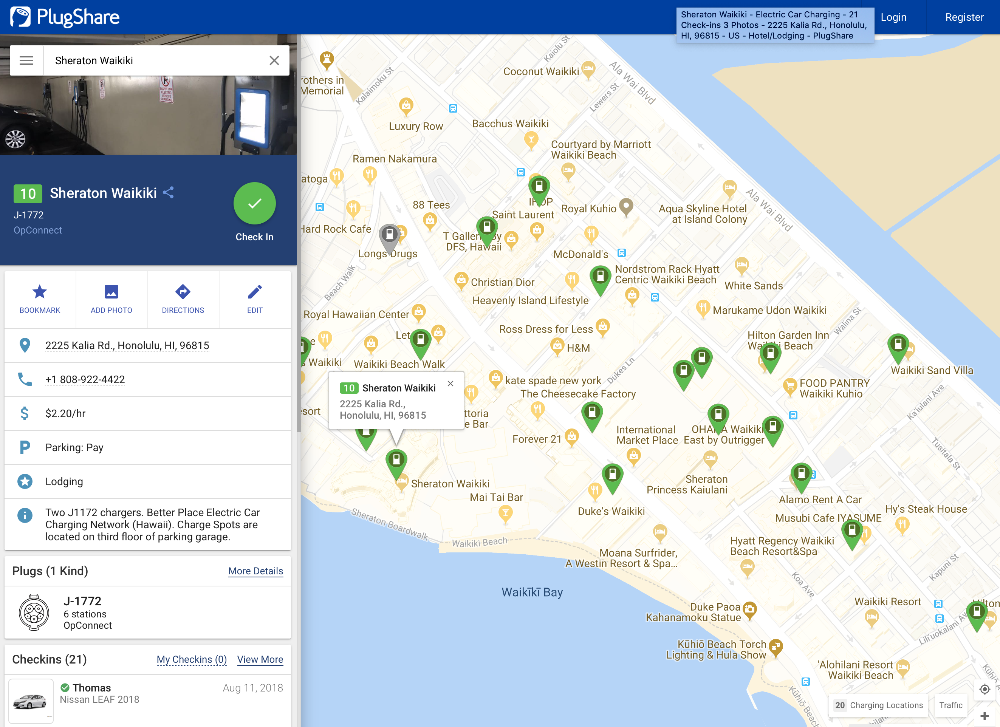 PlugShare
Sheraton Waikiki - Electric Car Charging - 21
Check-ins 3 Photos - 2225 Kalia Rd., Honolulu,
HI, 96815 - US - Hotel/Lodging - PlugShare
Login
Register
Sheraton Waikiki
EXCEPT FOR
ELECTRIC
VEHICLE
CHARGING
10
Sheraton Waikiki
J-1772
OpConnect
Check In
BOOKMARK
ADD PHOTO
DIRECTIONS
EDIT
2225 Kalia Rd., Honolulu, HI, 96815
+1 808-922-4422
$2.20/hr
P
Parking: Pay
Lodging
Two J1172 chargers. Better Place Electric Car
Charging Network (Hawaii). Charge Spots are
located on third floor of parking garage.
Plugs (1 Kind)
More Details
J-1772
6 stations
OpConnect
Checkins (21)
My Checkins (0)
View More
Thomas
Aug 11, 2018
Nissan LEAF 2018
rothers in
Memorial
Kalaimoku St
Kaiolu St
Coconut Waikiki
Ala Wai Blvd
Lewers St
Luxury Row
Bacchus Waikiki
Courtyard by Marriott
Waikiki Beach
Ramen Nakamura
atoga
88 Tees
IHOP
Saint Laurent
Royal Kuhio
Aqua Skyline Hotel
at Island Colony
Ala Wai Blvd
Hard Rock Cafe
T Galleria By
DFS, Hawaii
Longs Drugs
McDonald's
Beach Walk
Christian Dior
Nordstrom Rack Hyatt
Centric Waikiki Beach
White Sands
Heavenly Island Lifestyle
Royal Hawaiian Center
Marukame Udon Waikiki
Walina St
Ross Dress for Less
Let
e
H&M
Hilton Garden Inn
Waikiki Beach
s Waikiki
Waikiki Beach Walk
Dukes Ln
Waikiki Sand Villa
kate spade new york
The Cheesecake Factory
FOOD PANTRY
Waikiki Kuhio
Ka'iulani Ave
10 Sheraton Waikiki
2225 Kalia Rd.,
Honolulu, HI, 96815
esort
ttoria
e Bar
Forever 21
International
Market Place
OHANA Waikiki
East by Outrigger
Tusitala St
Sheraton Waikiki
Mai Tai Bar
Sheraton
Princess Kaiulani
Duke's Waikiki
Alamo Rent A Car
Hy's Steak House
Musubi Cafe IYASUME
Sheraton Boardwalk
Waikiki Beach
Hyatt Regency Waikiki
Beach Resort&Spa
Moana Surfrider,
A Westin Resort & Spa...
Kapuni St
Koa Ave
Waikīkī Bay
Waikiki Resort
Hilton
Duke Paoa
Kahanamoku Statue
Lili'uokalani Av
Kūhiō Beach Torch
Lighting & Hula Show
'Alohilani Resort
Waikiki Beach
Kūhiō A
Kūhiō Beach
20 Charging Locations
Traffic